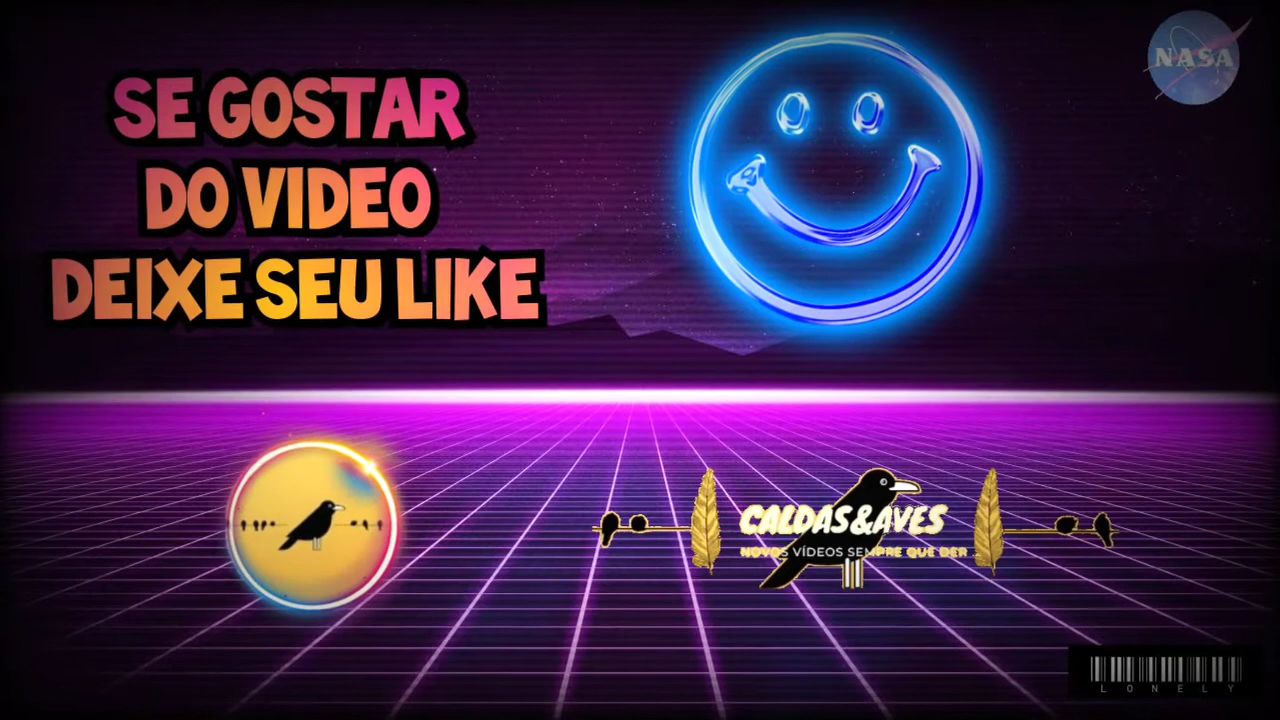 SE GOSTAR
DO VIDEO
DEIXE SEU LIKE
NASA
CALDAS&AVES
NOVOS VÍDEOS SEMPRE QUE DER
LONELY